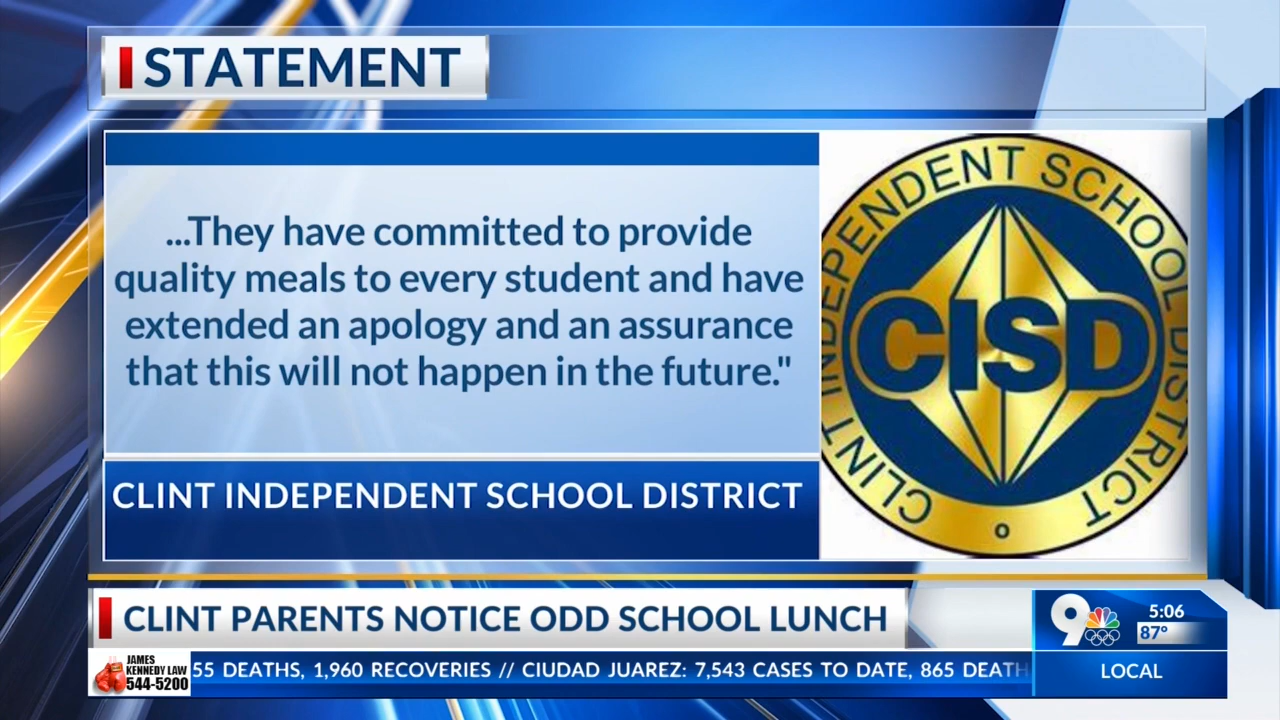 STATEMENT
...They have committed to provide
quality meals to every student and have
extended an apology and an assurance
that this will not happen in the future."
CLINT INDEPENDENT SCHOOL DISTRICT
CLINT INDEPENDENT SCHOOL DISTRICT
CISD
CLINT PARENTS NOTICE ODD SCHOOL LUNCH
9
5:06
87°
LOCAL
JAMES
KENNEDY LAW
544-5200
55 DEATHS, 1,960 RECOVERIES // CIUDAD JUAREZ: 7,543 CASES TO DATE, 865 DEATH